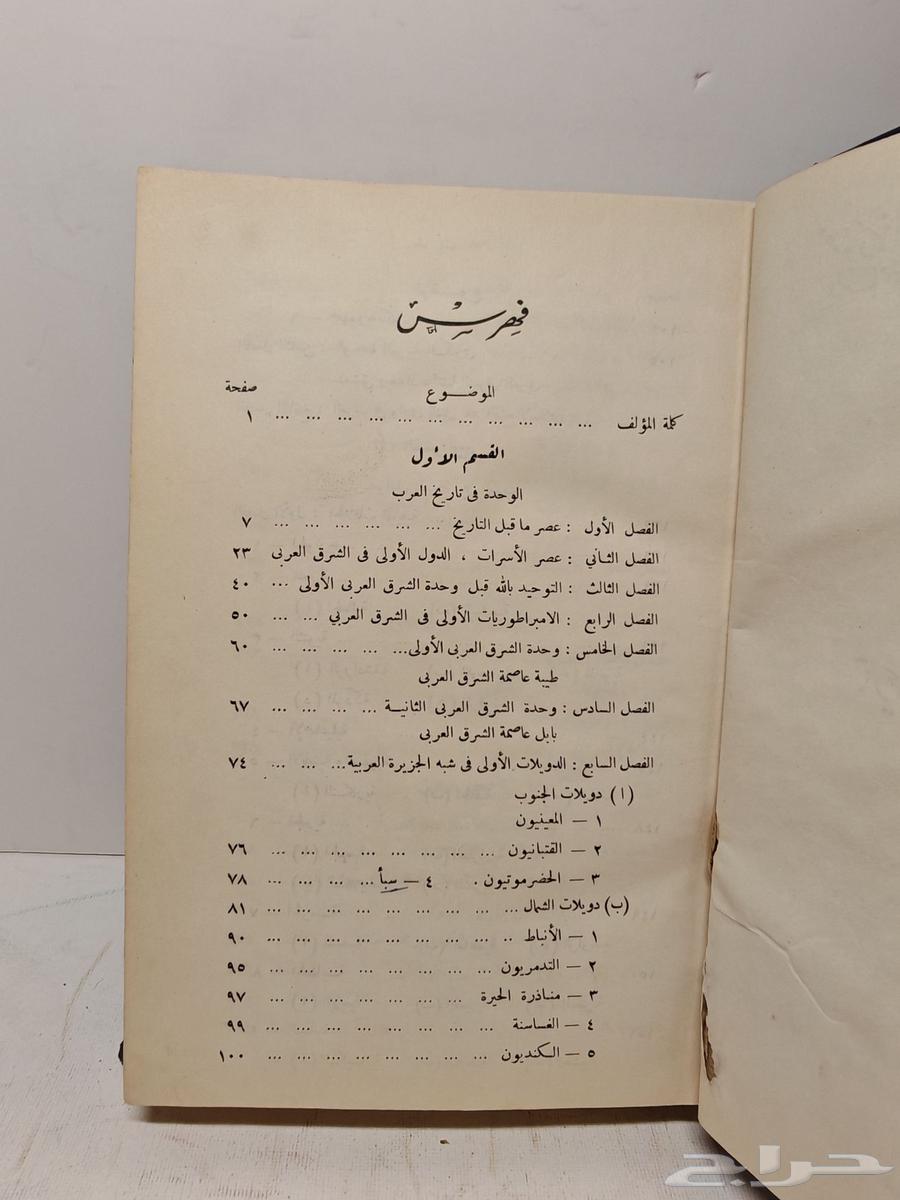 فهرس
الموضوع صفحة
كلمة المؤلف ... ... ... ... ... ... ... ... ... ... ... ١
القسم الأول
الوحدة فى تاريخ العرب
الفصل الأول : عصر ما قبل التاريخ ... ... ... ... ... ... ٧
الفصل الثانى : عصر الأسرات ، الدول الأولى فى الشرق العربى ٢٣
الفصل الثالث : التوحيد بالله قبل وحدة الشرق العربى الأولى ... ٤٠
الفصل الرابع : الامبراطوريات الأولى فى الشرق العربي ... ... ٥٠
الفصل الخامس : وحدة الشرق العربى الأولى... ... ... ... ... ٦٠
طيبة عاصمة الشرق العربى
الفصل السادس : وحدة الشرق العربى الثانية ... ... ... ... ٦٧
بابل عاصمة الشرق العربى
الفصل السابع : الدويلات الأولى فى شبه الجزيرة العربية... ... ... ٧٤
(ا) دويلات الجنوب
١ – المعينيون
٢ – القتبانيون ... ... ... ... ... ... ... ... ٧٦
٣ – الحضرموتيون . ٤ – سبأ ... ... ... ... ٧٨
(ب) دويلات الشمال ... ... ... ... ... ... ... ... ... ٨١
١ – الأنباط .. ... ... ... ... ... ... ... ... ٩٠
٢ – التدمريون ... ... ... ... ... ... ... ... ٩٥
٣ – مناذرة الحيرة ... ... ... ... ... ... ... ٩٧
٤ – الغساسنة ... ... ... ... ... ... ... ... ٩٩
٥ – الكنديون ... ... ... ... ... ... ... ... ١٠٠
حراج